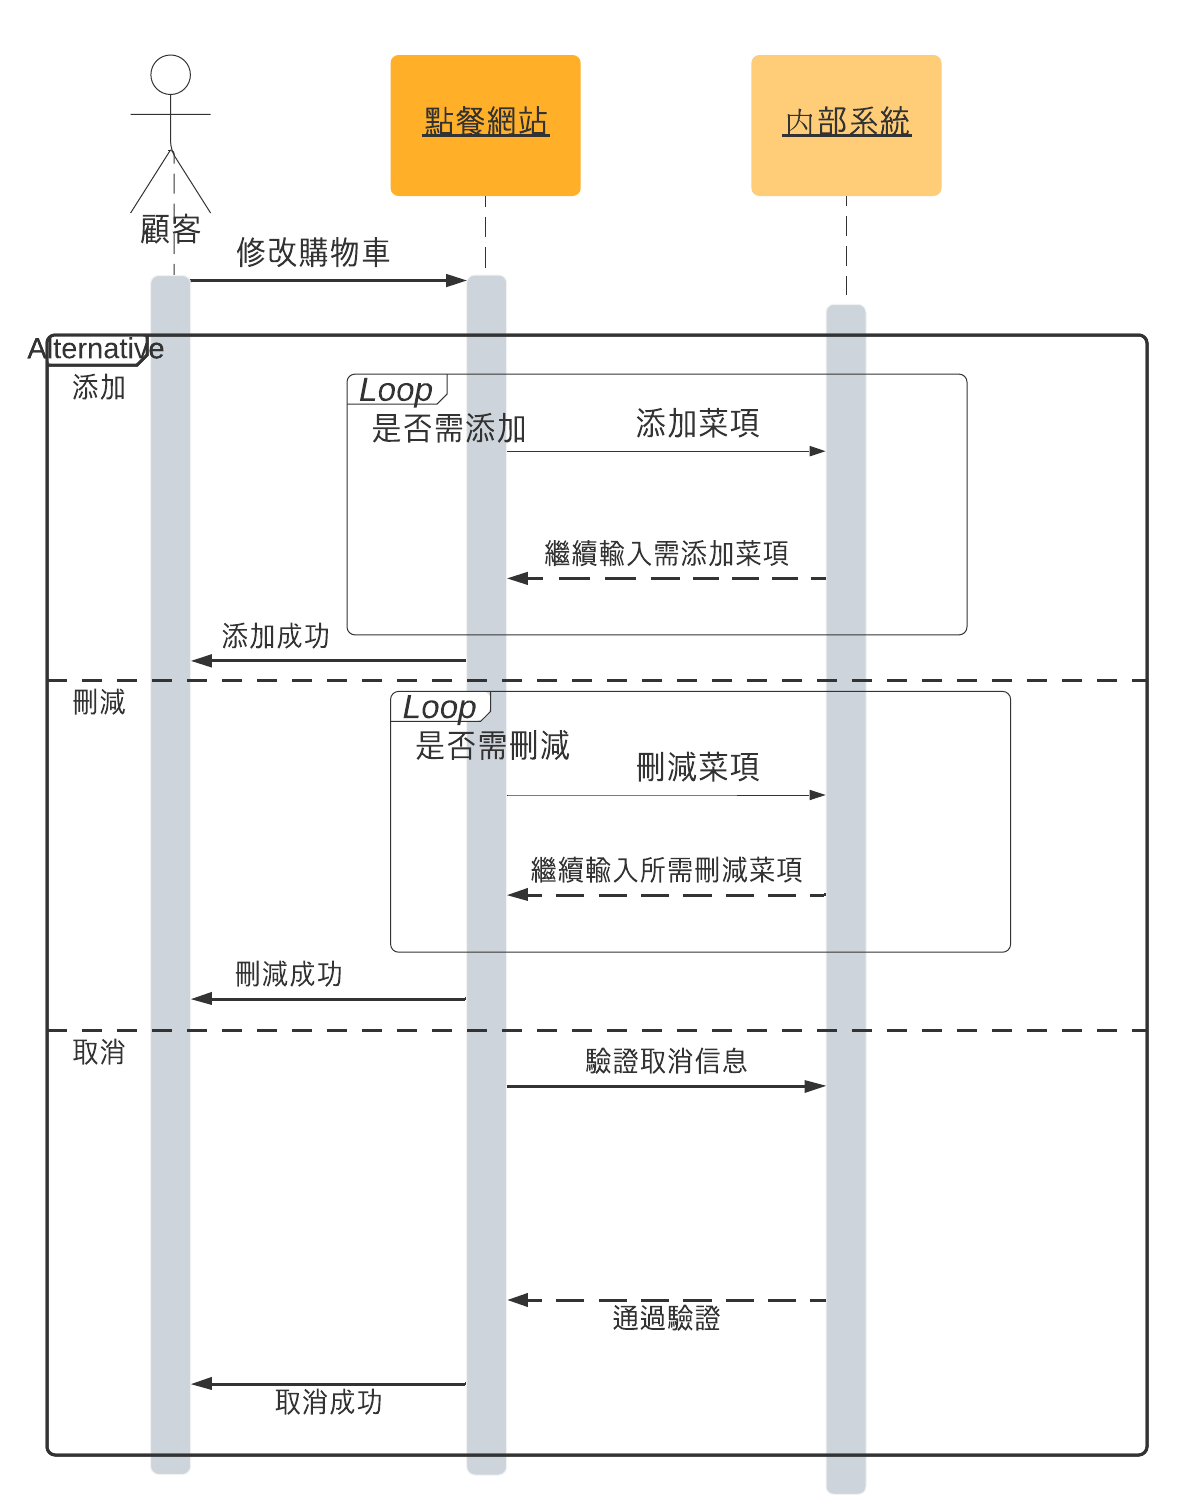 點餐網站
內部系統
顧客
修改購物車
Alternative
添加
Loop
是否需添加
添加菜項
繼續輸入需添加菜項
添加成功
刪減
Loop
是否需刪減
刪減菜項
繼續輸入所需刪減菜項
刪減成功
取消
驗證取消信息
通過驗證
取消成功